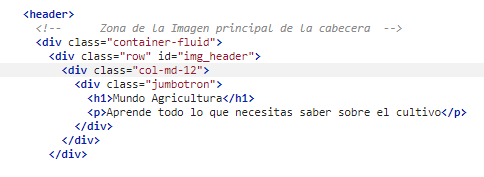 <header>
<!--     Zona de la Imagen principal de la cabecera  -->
<div class="container-fluid">
<div class="row" id="img_header">
<div class="col-md-12">
<div class="jumbotron">
<h1>Mundo Agricultura</h1>
<p>Aprende todo lo que necesitas saber sobre el cultivo</p>
</div>
</div>
</div>